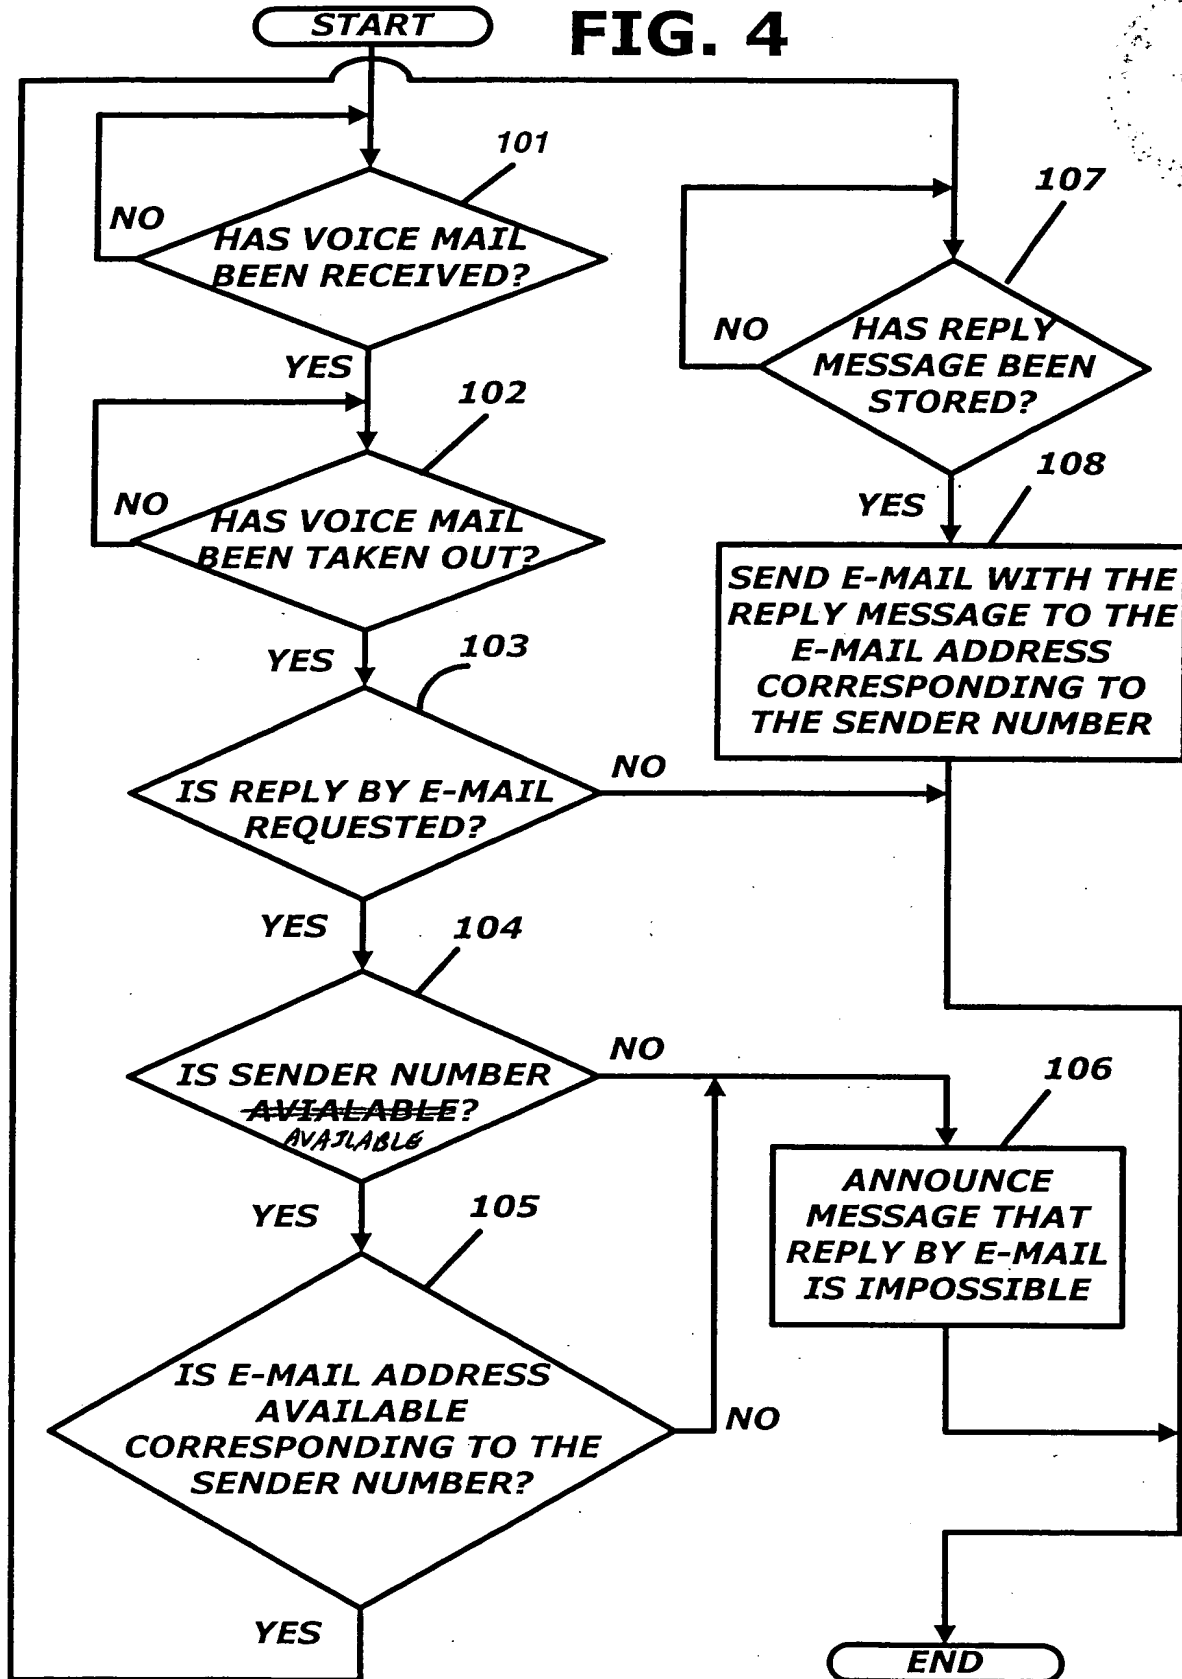 START
FIG. 4
101
HAS VOICE MAIL
BEEN RECEIVED?
NO
YES
102
HAS VOICE MAIL
BEEN TAKEN OUT?
NO
YES
103
IS REPLY BY E-MAIL
REQUESTED?
NO
YES
104
IS SENDER NUMBER
AVIALABLE?
AVAILABLE
NO
YES
105
IS E-MAIL ADDRESS
AVAILABLE
CORRESPONDING TO THE
SENDER NUMBER?
NO
YES
106
ANNOUNCE
MESSAGE THAT
REPLY BY E-MAIL
IS IMPOSSIBLE
107
HAS REPLY
MESSAGE BEEN
STORED?
NO
YES
108
SEND E-MAIL WITH THE
REPLY MESSAGE TO THE
E-MAIL ADDRESS
CORRESPONDING TO
THE SENDER NUMBER
END